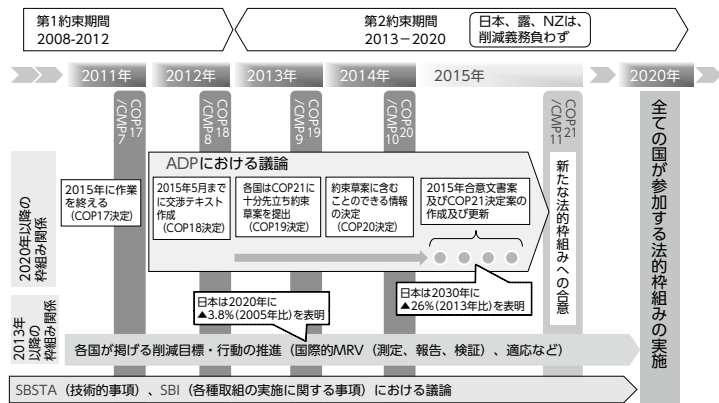 第1約束期間
2008-2012
第2約束期間
2013－2020
日本、露、NZは、
削減義務負わず
2011年
2012年
2013年
2014年
2015年
2020年
COP17
/CMP7
COP18
/CMP8
COP19
/CMP9
COP20
/CMP10
COP21
/CMP11
2020年以降の
枠組み関係
ADPにおける議論
2015年に作業
を終える
（COP17決定）
2015年5月まで
に交渉テキスト
作成
（COP18決定）
各国はCOP21に
十分先立ち約束
草案を提出
（COP19決定）
約束草案に含む
ことのできる情報
の決定
（COP20決定）
2015年合意文書案
及びCOP21決定案の
作成及び更新
新たな法的枠組みへの合意
全ての国が参加する法的枠組みの実施
日本は2020年に
▲3.8%（2005年比）を表明
日本は2030年に
▲26%（2013年比）を表明
2013年
以降の
枠組み関係
各国が掲げる削減目標・行動の推進（国際的MRV（測定、報告、検証）、適応など）
SBSTA（技術的事項）、SBI（各種取組の実施に関する事項）における議論